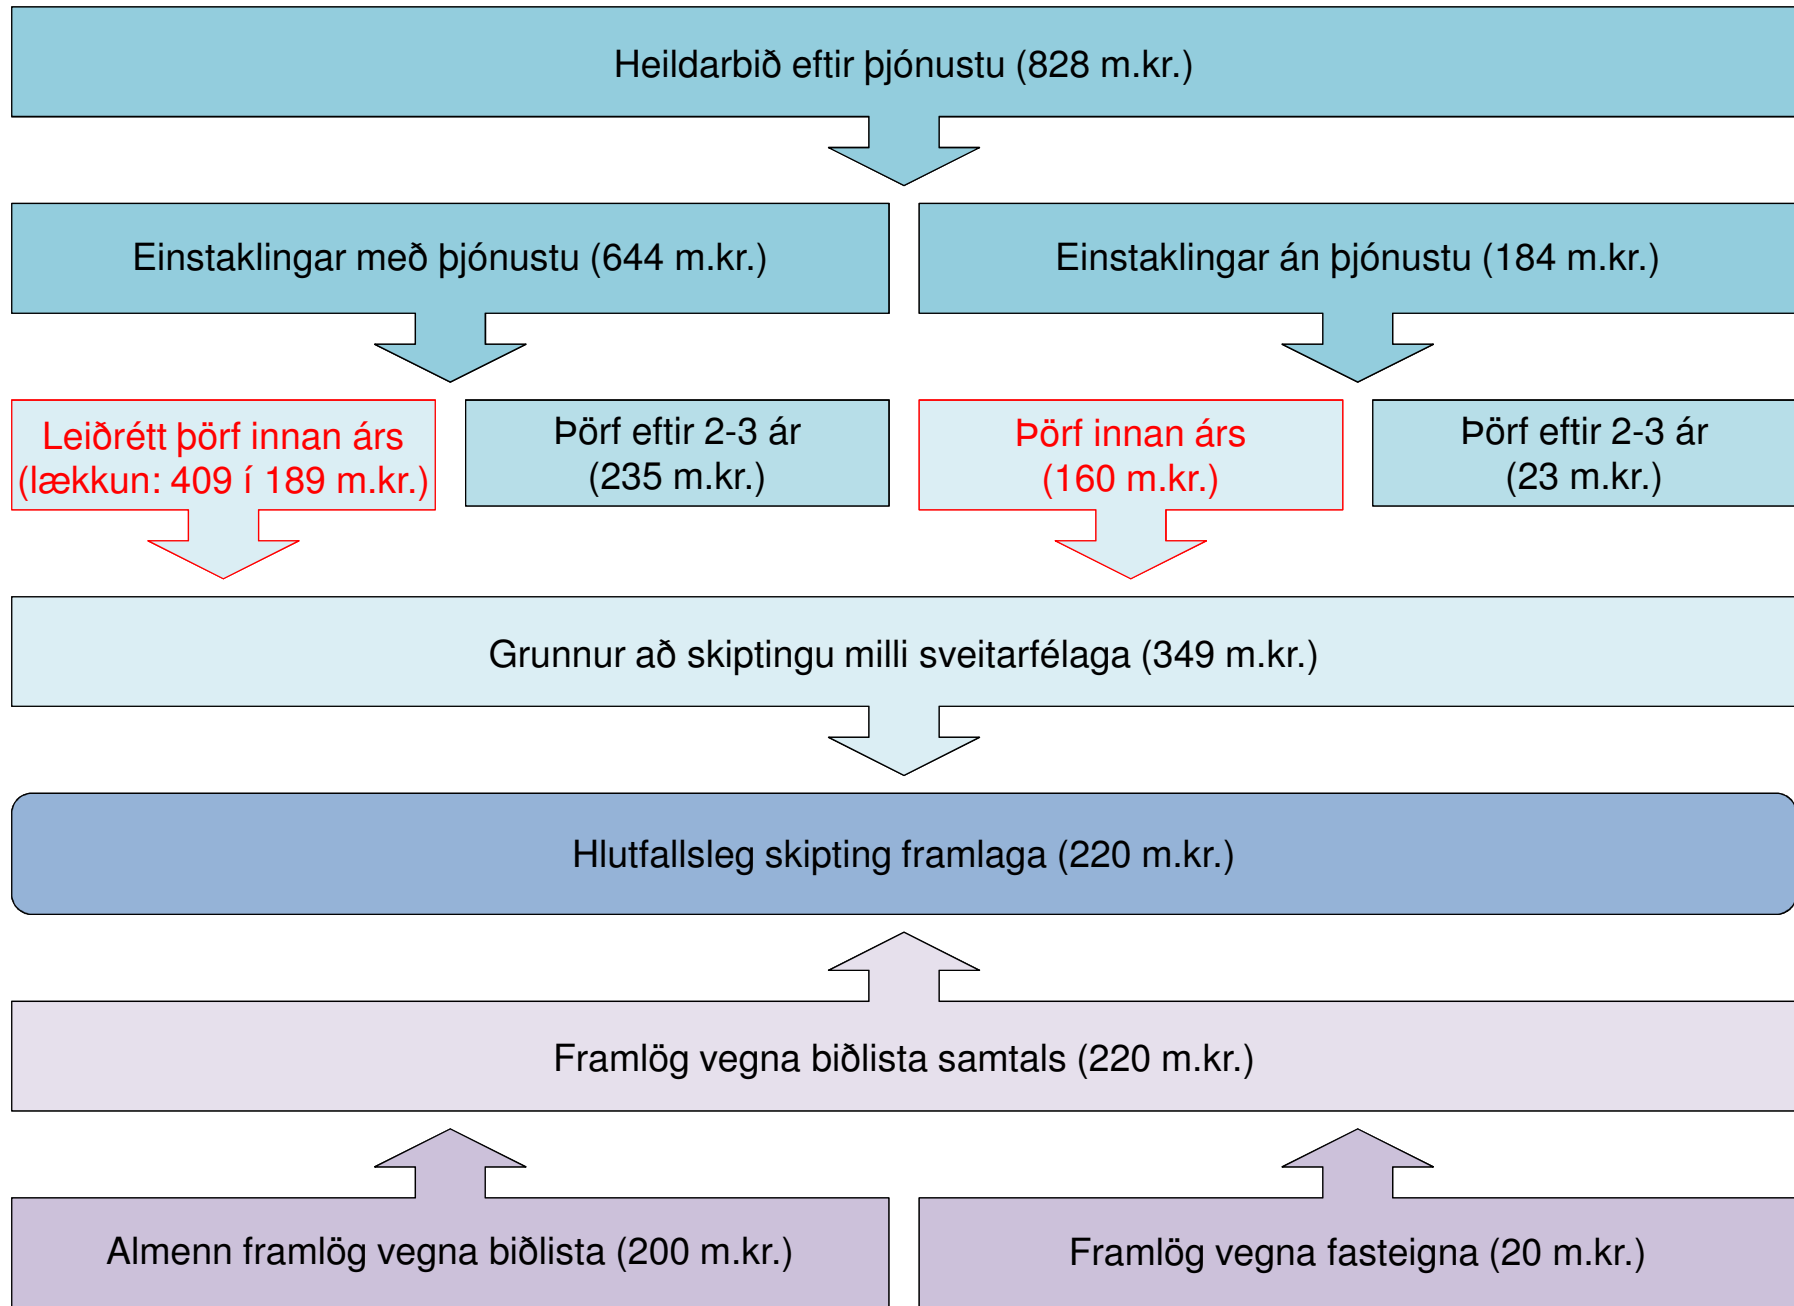 Heildarbið eftir þjónustu (828 m.kr.)
Einstaklingar með þjónustu (644 m.kr.)
Einstaklingar án þjónustu (184 m.kr.)
Leiðrétt þörf innan árs
(lækkun: 409 í 189 m.kr.)
Þörf eftir 2-3 ár
(235 m.kr.)
Þörf innan árs
(160 m.kr.)
Þörf eftir 2-3 ár
(23 m.kr.)
Grunnur að skiptingu milli sveitarfélaga (349 m.kr.)
Hlutfallsleg skipting framlaga (220 m.kr.)
Framlög vegna biðlista samtals (220 m.kr.)
Almenn framlög vegna biðlista (200 m.kr.)
Framlög vegna fasteigna (20 m.kr.)